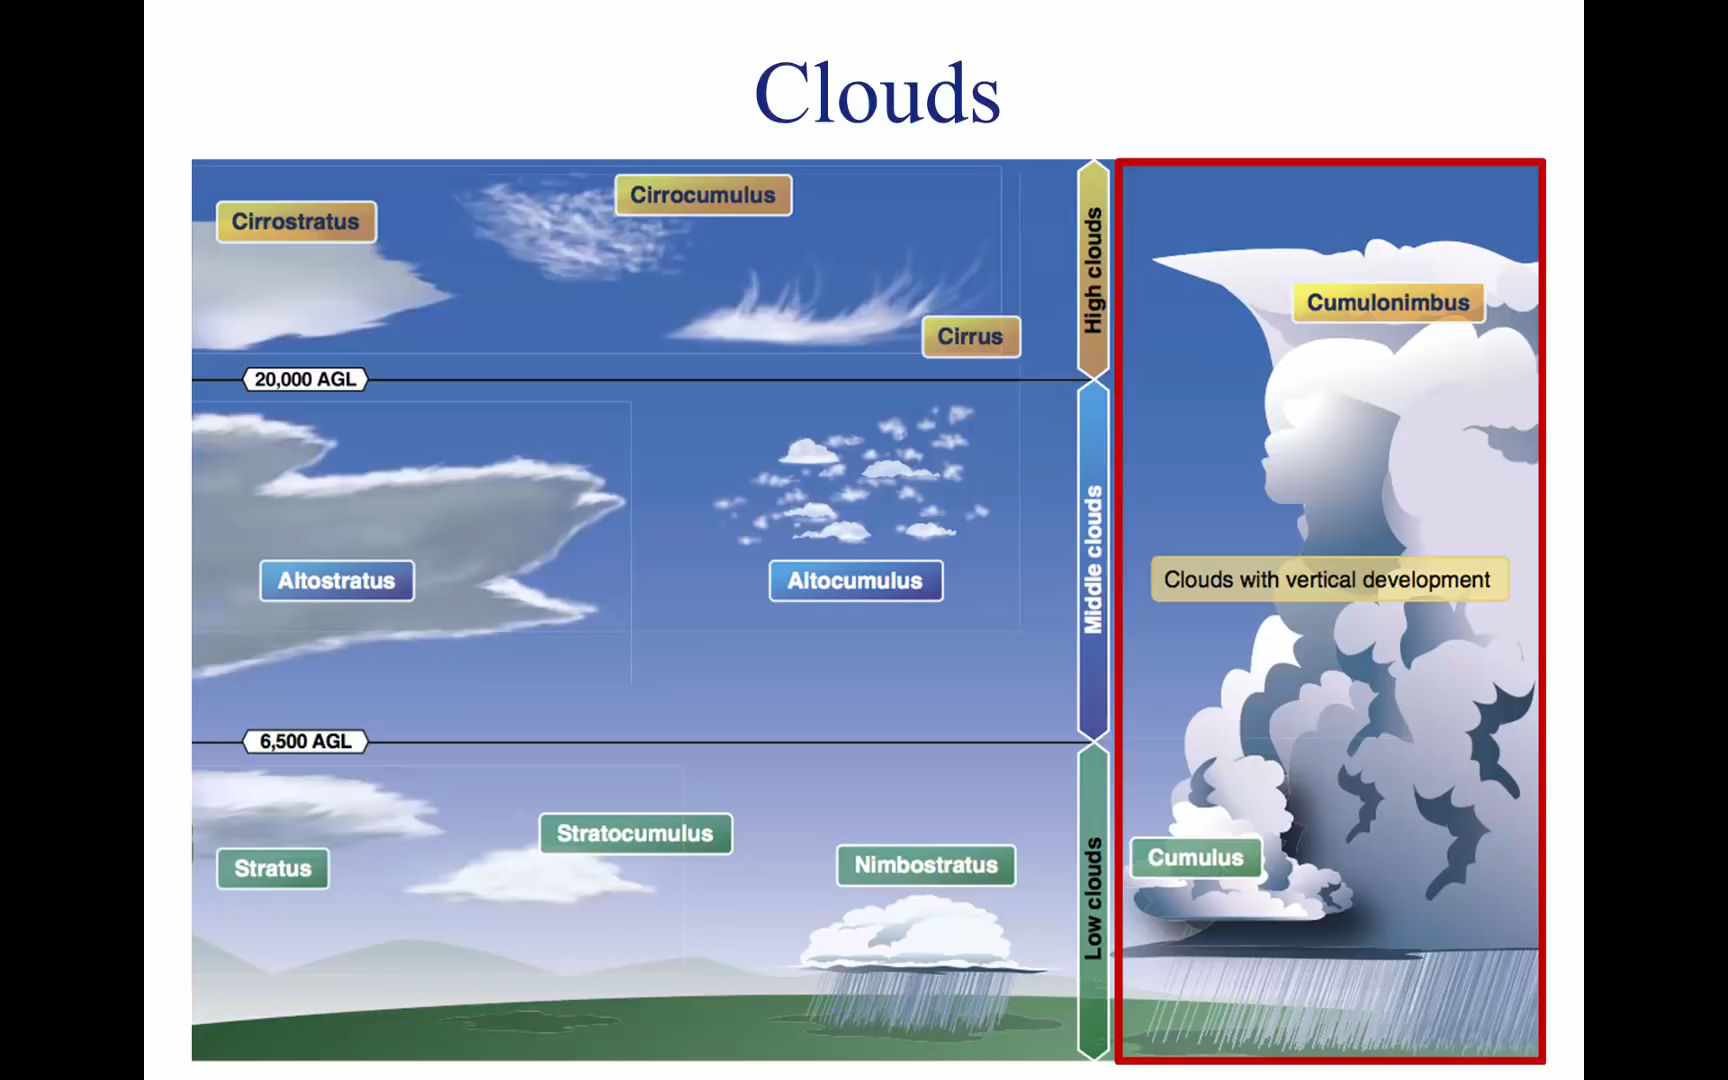 Clouds
Cirrostratus
Cirrocumulus
Cirrus
High clouds
20,000 AGL
Altostratus
Altocumulus
Middle clouds
6,500 AGL
Stratus
Stratocumulus
Nimbostratus
Low clouds
Cumulonimbus
Clouds with vertical development
Cumulus